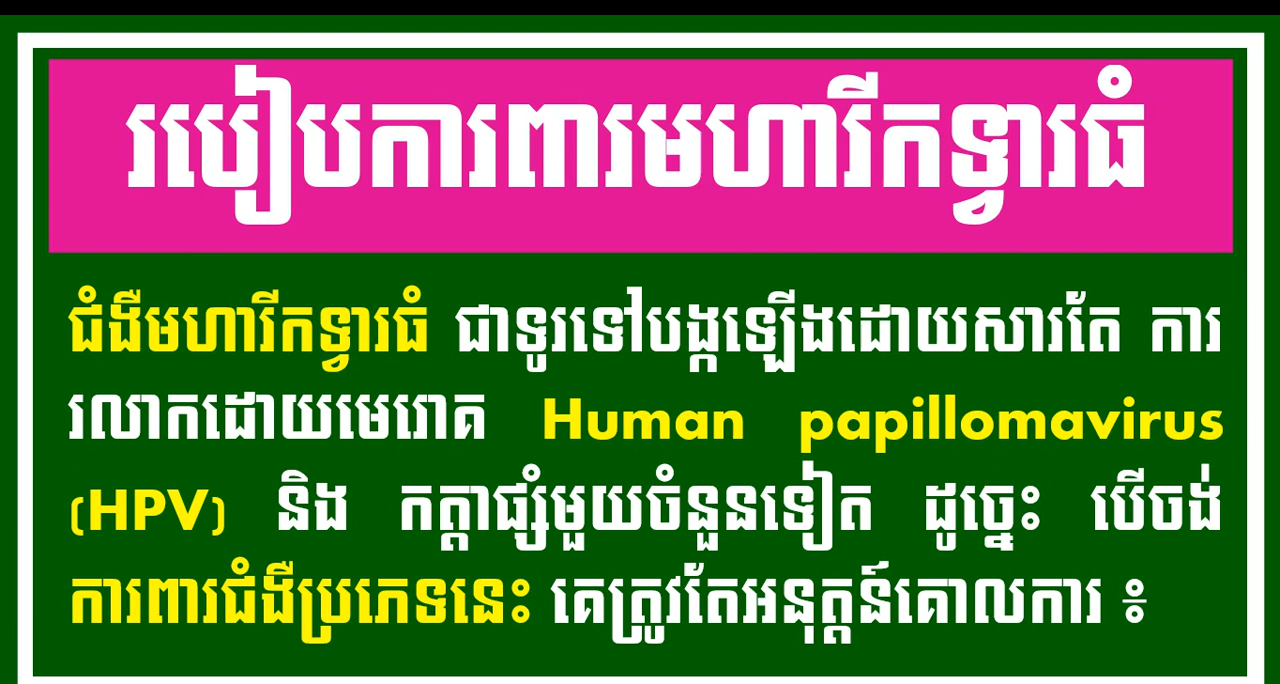 របៀបការពារមហារីកទ្វារធំ
ជំងឺមហារីកទ្វារធំ ជាទូរទៅបង្កឡើងដោយសារតែ ការ
រលាកដោយមេរោគ Human papillomavirus
(HPV) និង កត្តាផ្សំមួយចំនួនទៀត ដូច្នេះ បើចង់
ការពារជំងឺប្រភេទនេះ គេត្រូវតែអនុត្តន៍គោលការ ៖